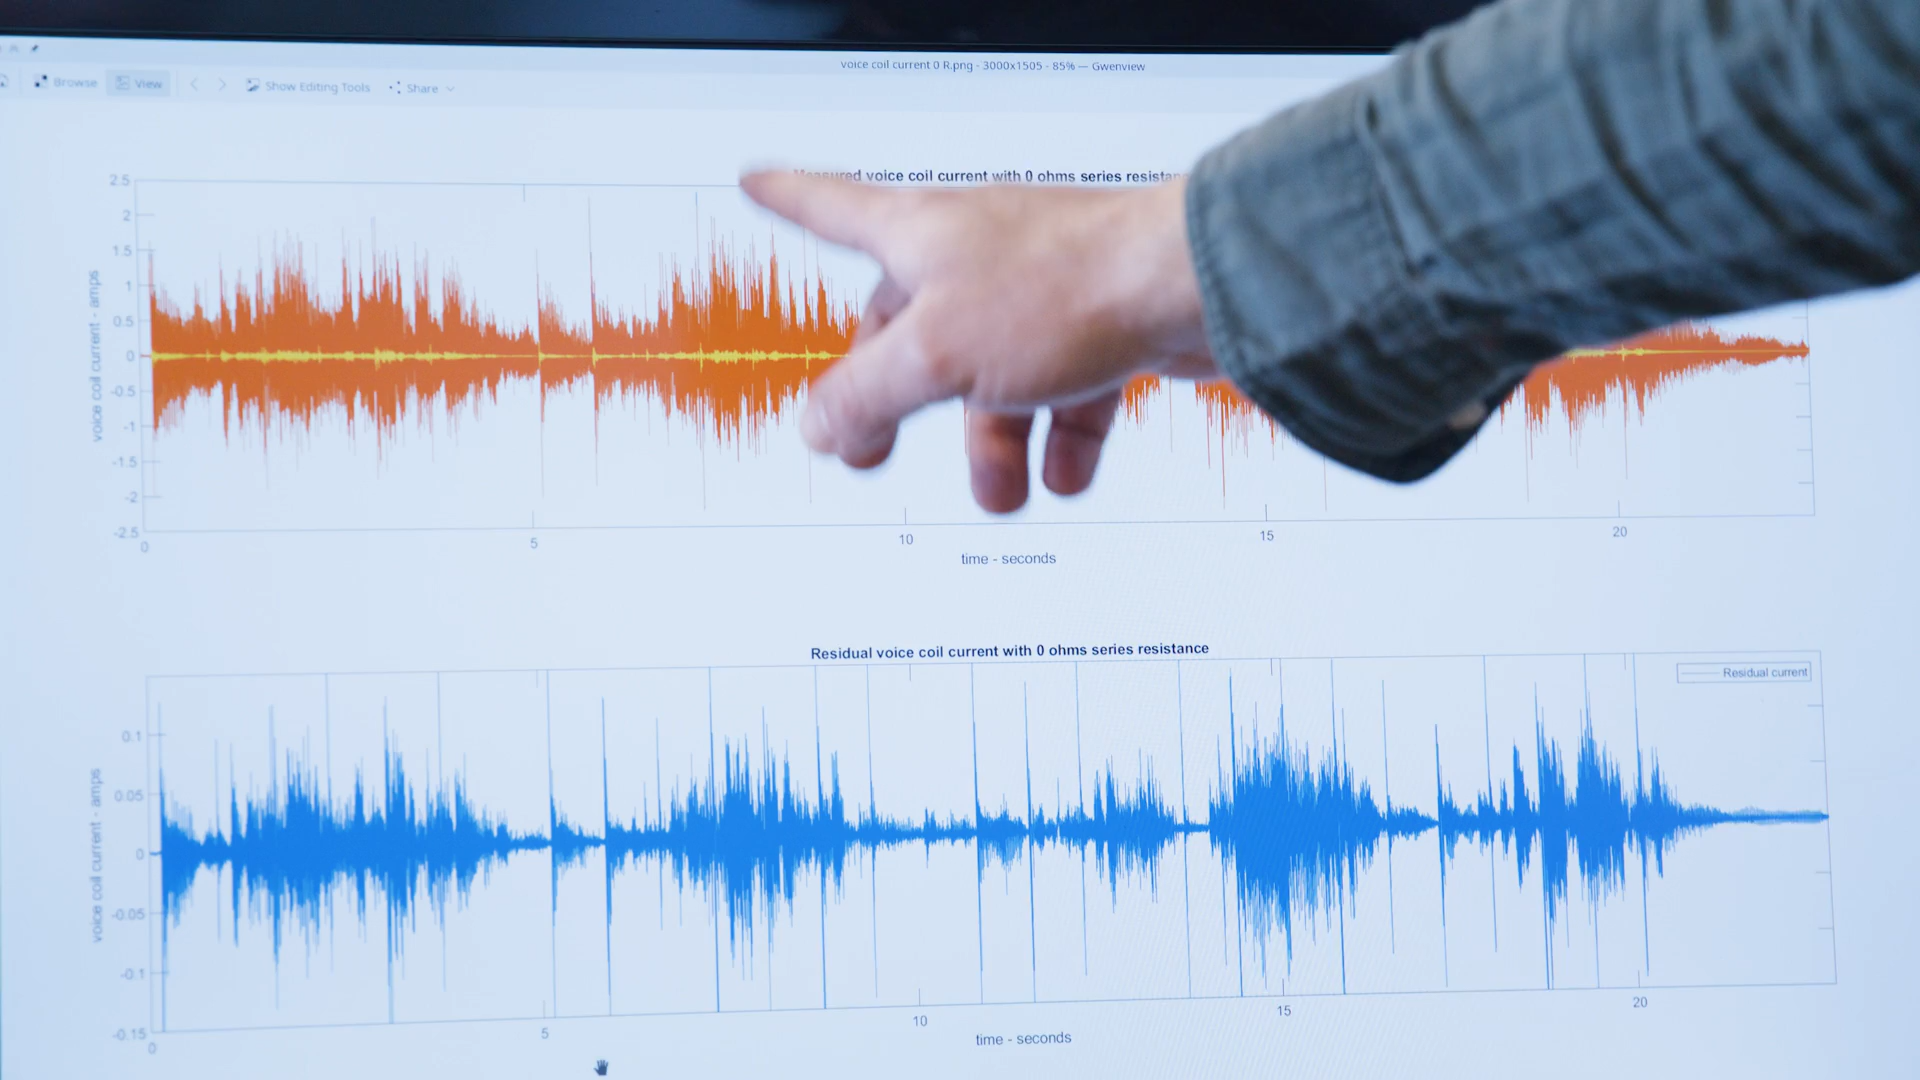 voice coil current 0 R.png - 3000x1505 - 85% — Gwenview
Browse View Show Editing Tools Share
Measured voice coil current with 0 ohms series resistanc
2.5
2
1.5
1
0.5
0
-0.5
-1
-1.5
-2
-2.5
voice coil current - amps
0 5 10 15 20
time - seconds
Residual voice coil current with 0 ohms series resistance
Residual current
0.1
0.05
0
-0.05
-0.1
-0.15
voice coil current - amps
0 5 10 15 20
time - seconds